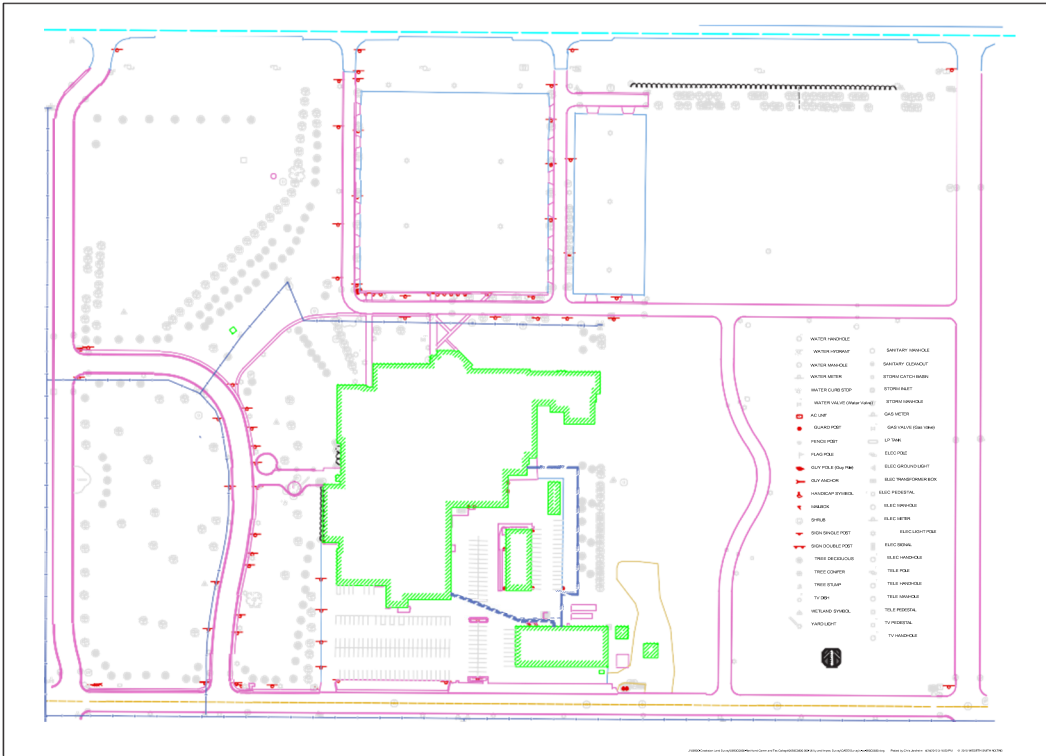 WATER HANDHOLE
WATER HYDRANT
WATER MANHOLE
WATER METER
WATER CURB STOP
WATER VALVE (Water Valve)
AC UNIT
GUARD POST
FENCE POST
FLAG POLE
GUY POLE (Guy Pole)
GUY ANCHOR
HANDICAP SYMBOL
MAILBOX
SHRUB
SIGN SINGLE POST
SIGN DOUBLE POST
TREE DECIDUOUS
TREE CONIFER
TREE STUMP
TV DISH
WETLAND SYMBOL
YARD LIGHT
SANITARY MANHOLE
SANITARY CLEANOUT
STORM CATCH BASIN
STORM INLET
STORM MANHOLE
GAS METER
GAS VALVE (Gas Valve)
LP TANK
ELEC POLE
ELEC GROUND LIGHT
ELEC TRANSFORMER BOX
ELEC PEDESTAL
ELEC MANHOLE
ELEC METER
ELEC LIGHT POLE
ELEC SIGNAL
ELEC HANDHOLE
TELE POLE
TELE HANDHOLE
TELE MANHOLE
TELE PEDESTAL
TV PEDESTAL
TV HANDHOLE